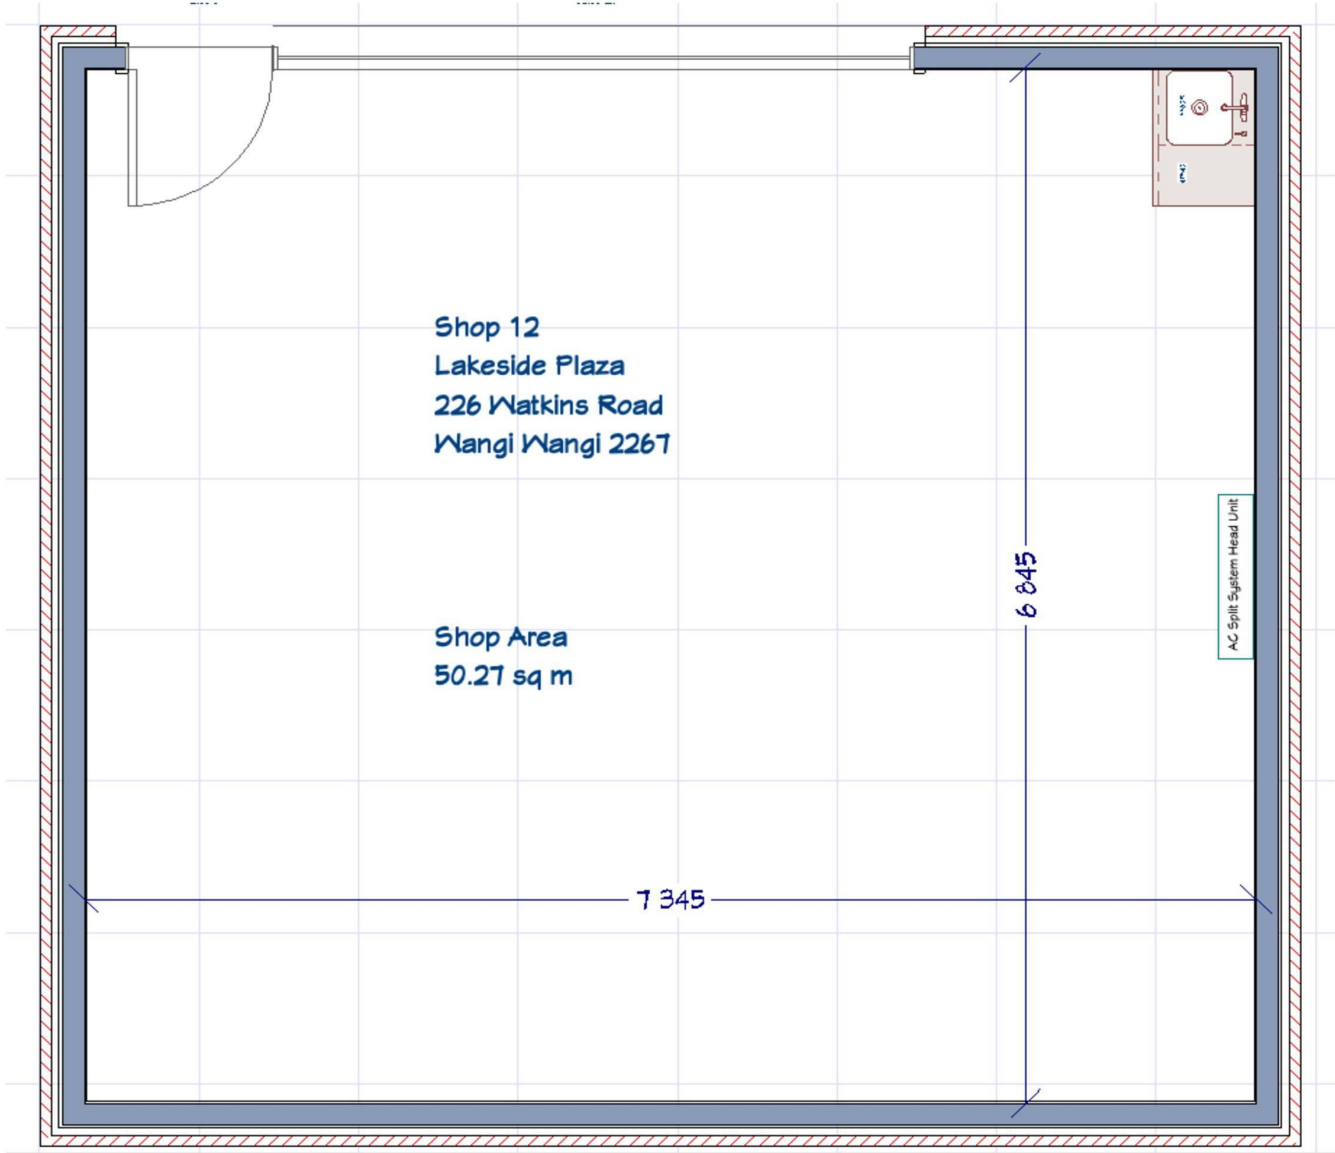 Shop 12
Lakeside Plaza
226 Watkins Road
Wangi Wangi 2267
6 845
AC Split System Head Unit
Shop Area
50.27 sq m
7 345